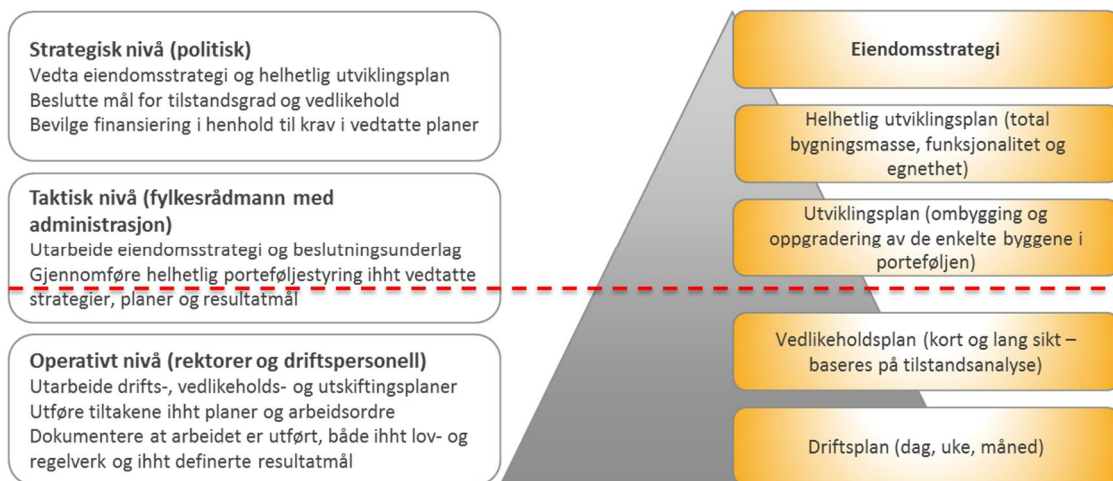 Strategisk nivå (politisk)
Vedta eiendomsstrategi og helhetlig utviklingsplan
Beslutte mål for tilstandsgrad og vedlikehold
Bevilge finansiering i henhold til krav i vedtatte planer
Taktisk nivå (fylkesrådmann med
administrasjon)
Utarbeide eiendomsstrategi og beslutningsunderlag
Gjennomføre helhetlig porteføljestyring ihht vedtatte
strategier, planer og resultatmål
Operativt nivå (rektorer og driftspersonell)
Utarbeide drifts-, vedlikeholds- og utskiftingsplaner
Utføre tiltakene ihht planer og arbeidsordre
Dokumentere at arbeidet er utført, både ihht lov- og
regelverk og ihht definerte resultatmål
Eiendomsstrategi
Helhetlig utviklingsplan (total
bygningsmasse, funksjonalitet og
egnethet)
Utviklingsplan (ombygging og
oppgradering av de enkelte byggene i
porteføljen)
Vedlikeholdsplan (kort og lang sikt –
baseres på tilstandsanalyse)
Driftsplan (dag, uke, måned)